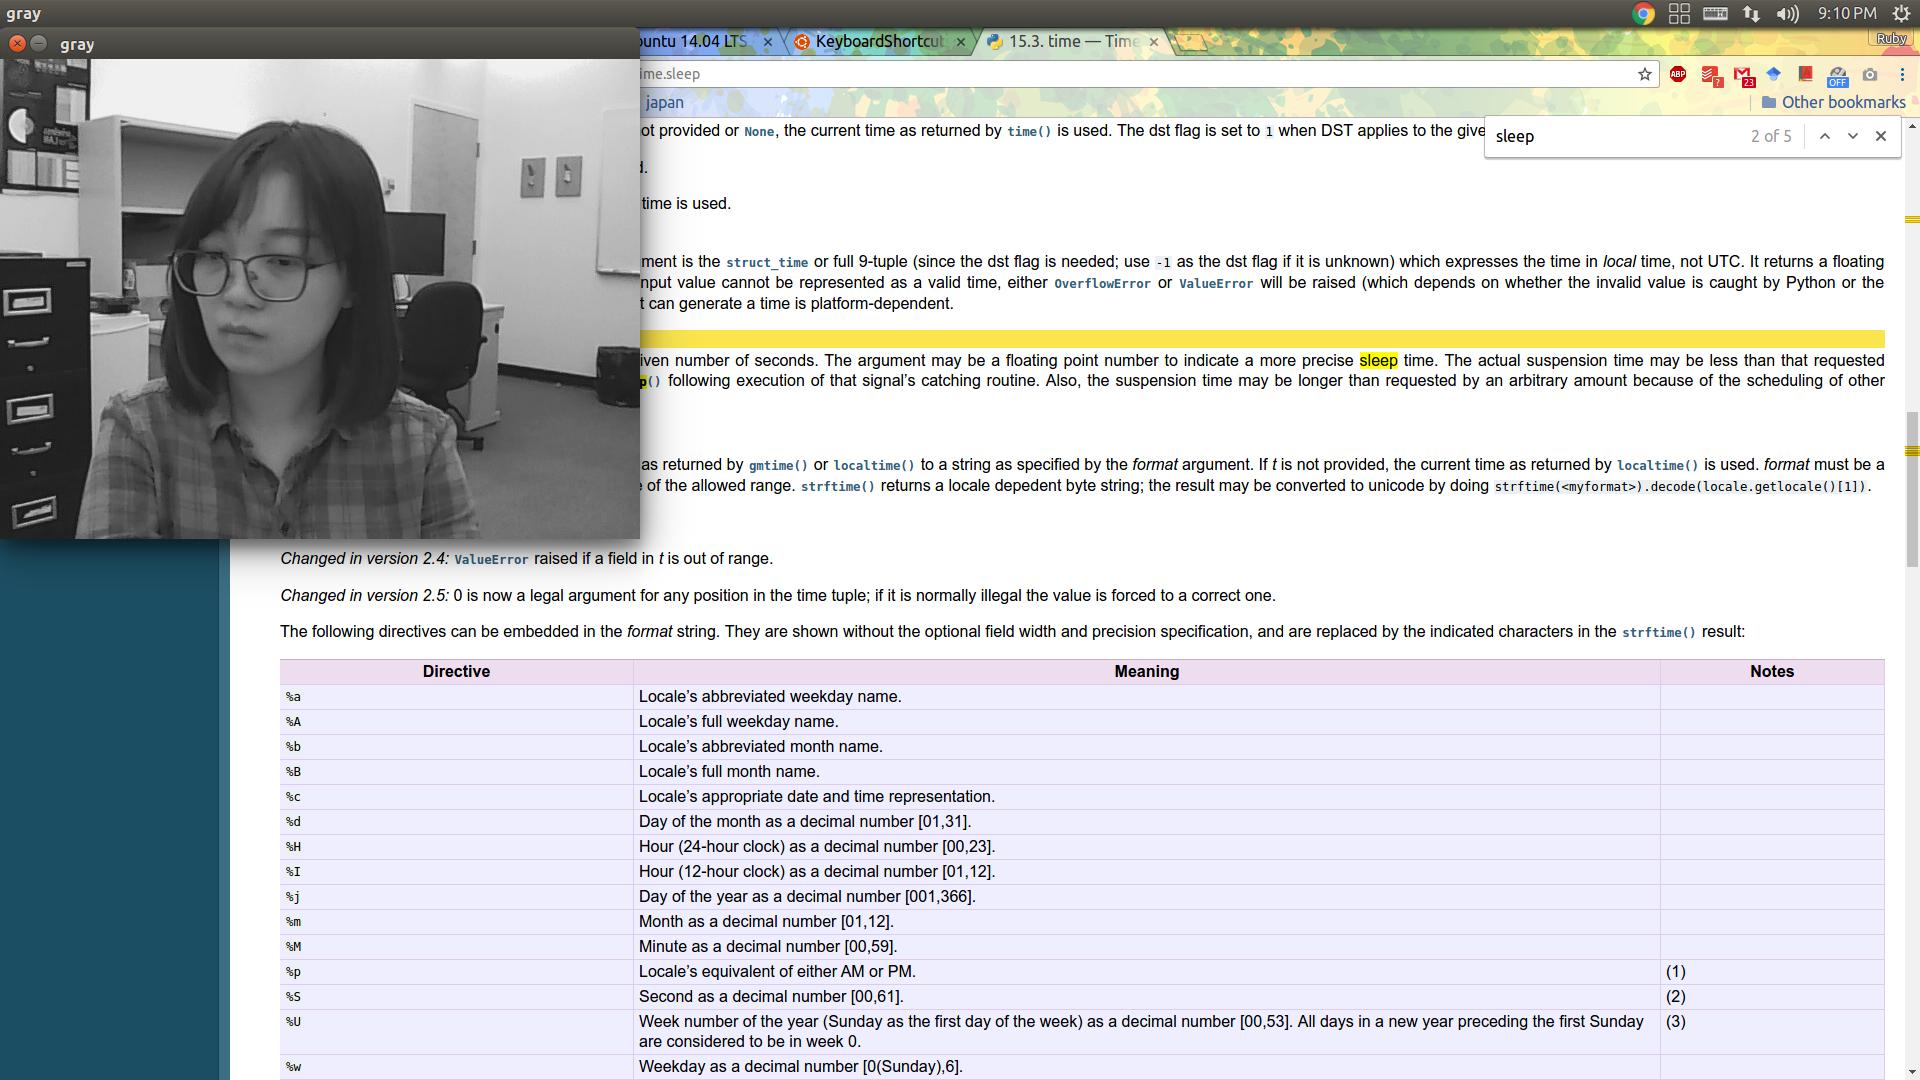 gray
9:10 PM
gray
buntu 14.04 LTS
KeyboardShortcut
15.3. time — Time
Ruby
ime.sleep
ABP
?
23
OFF
japan
Other bookmarks
ot provided or None, the current time as returned by time() is used. The dst flag is set to 1 when DST applies to the give
sleep
2 of 5
d.
time is used.
ment is the struct_time or full 9-tuple (since the dst flag is needed; use -1 as the dst flag if it is unknown) which expresses the time in local time, not UTC. It returns a floating
nput value cannot be represented as a valid time, either OverflowError or ValueError will be raised (which depends on whether the invalid value is caught by Python or the
t can generate a time is platform-dependent.
iven number of seconds. The argument may be a floating point number to indicate a more precise sleep time. The actual suspension time may be less than that requested
p() following execution of that signal’s catching routine. Also, the suspension time may be longer than requested by an arbitrary amount because of the scheduling of other
as returned by gmtime() or localtime() to a string as specified by the format argument. If t is not provided, the current time as returned by localtime() is used. format must be a
e of the allowed range. strftime() returns a locale depedent byte string; the result may be converted to unicode by doing strftime(<myformat>).decode(locale.getlocale()[1]).
Changed in version 2.4: ValueError raised if a field in t is out of range.
Changed in version 2.5: 0 is now a legal argument for any position in the time tuple; if it is normally illegal the value is forced to a correct one.
The following directives can be embedded in the format string. They are shown without the optional field width and precision specification, and are replaced by the indicated characters in the strftime() result:
Directive Meaning Notes
%a Locale’s abbreviated weekday name.
%A Locale’s full weekday name.
%b Locale’s abbreviated month name.
%B Locale’s full month name.
%c Locale’s appropriate date and time representation.
%d Day of the month as a decimal number [01,31].
%H Hour (24-hour clock) as a decimal number [00,23].
%I Hour (12-hour clock) as a decimal number [01,12].
%j Day of the year as a decimal number [001,366].
%m Month as a decimal number [01,12].
%M Minute as a decimal number [00,59].
%p Locale’s equivalent of either AM or PM. (1)
%S Second as a decimal number [00,61]. (2)
%U Week number of the year (Sunday as the first day of the week) as a decimal number [00,53]. All days in a new year preceding the first Sunday (3)
are considered to be in week 0.
%w Weekday as a decimal number [0(Sunday),6].